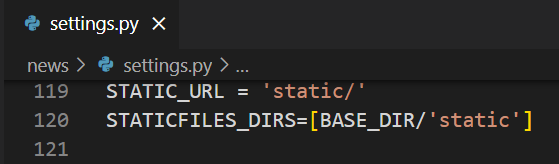 settings.py ×
news > settings.py > ...
119 STATIC_URL = 'static/'
120 STATICFILES_DIRS=[BASE_DIR/'static']
121